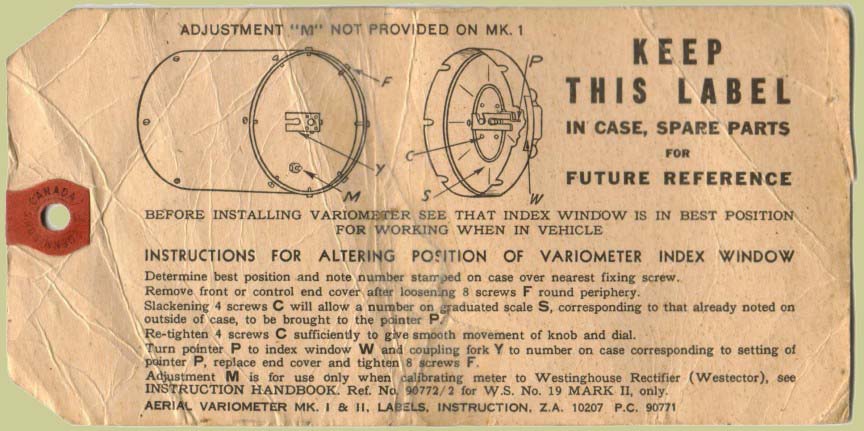 ADJUSTMENT "M" NOT PROVIDED ON MK. 1
F
Y
M
P
C
S
W
KEEP
THIS LABEL
IN CASE, SPARE PARTS
FOR
FUTURE REFERENCE
CANADA
BEFORE INSTALLING VARIOMETER SEE THAT INDEX WINDOW IS IN BEST POSITION
FOR WORKING WHEN IN VEHICLE
INSTRUCTIONS FOR ALTERING POSITION OF VARIOMETER INDEX WINDOW
Determine best position and note number stamped on case over nearest fixing screw.
Remove front or control end cover after loosening 8 screws F round periphery.
Slackening 4 screws C will allow a number on graduated scale S, corresponding to that already noted on
outside of case, to be brought to the pointer P.
Re-tighten 4 screws C sufficiently to give smooth movement of knob and dial.
Turn pointer P to index window W and coupling fork Y to number on case corresponding to setting of
pointer P, replace end cover and tighten 8 screws F.
Adjustment M is for use only when calibrating meter to Westinghouse Rectifier (Westector), see
INSTRUCTION HANDBOOK. Ref. No. 90772/2 for W.S. No. 19 MARK II, only.
AERIAL VARIOMETER MK. I & II, LABELS, INSTRUCTION, Z.A. 10207 P.C. 90771